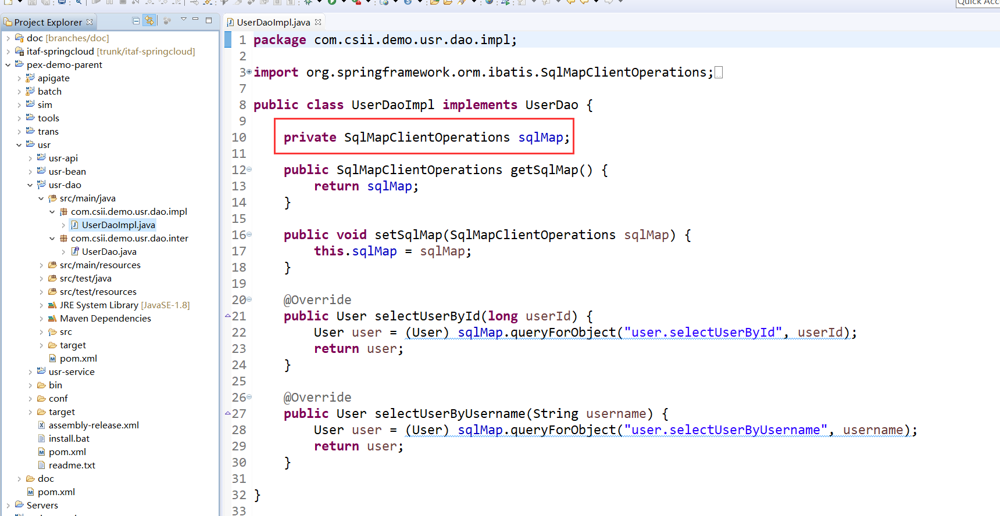 Quick Acc
Project Explorer
UserDaoImpl.java
doc [branches/doc]
itaf-springcloud [trunk/itaf-springcloud]
pex-demo-parent
apigate
batch
sim
tools
trans
usr
usr-api
usr-bean
usr-dao
src/main/java
com.csii.demo.usr.dao.impl
UserDaoImpl.java
com.csii.demo.usr.dao.inter
UserDao.java
src/main/resources
src/test/java
src/test/resources
JRE System Library [JavaSE-1.8]
Maven Dependencies
src
target
pom.xml
usr-service
bin
conf
target
assembly-release.xml
install.bat
pom.xml
readme.txt
doc
pom.xml
Servers
1 package com.csii.demo.usr.dao.impl;
2
3 import org.springframework.orm.ibatis.SqlMapClientOperations;
7
8 public class UserDaoImpl implements UserDao {
9
10 private SqlMapClientOperations sqlMap;
11
12 public SqlMapClientOperations getSqlMap() {
13 return sqlMap;
14 }
15
16 public void setSqlMap(SqlMapClientOperations sqlMap) {
17 this.sqlMap = sqlMap;
18 }
19
20 @Override
21 public User selectUserById(long userId) {
22 User user = (User) sqlMap.queryForObject("user.selectUserById", userId);
23 return user;
24 }
25
26 @Override
27 public User selectUserByUsername(String username) {
28 User user = (User) sqlMap.queryForObject("user.selectUserByUsername", username);
29 return user;
30 }
31
32 }
33